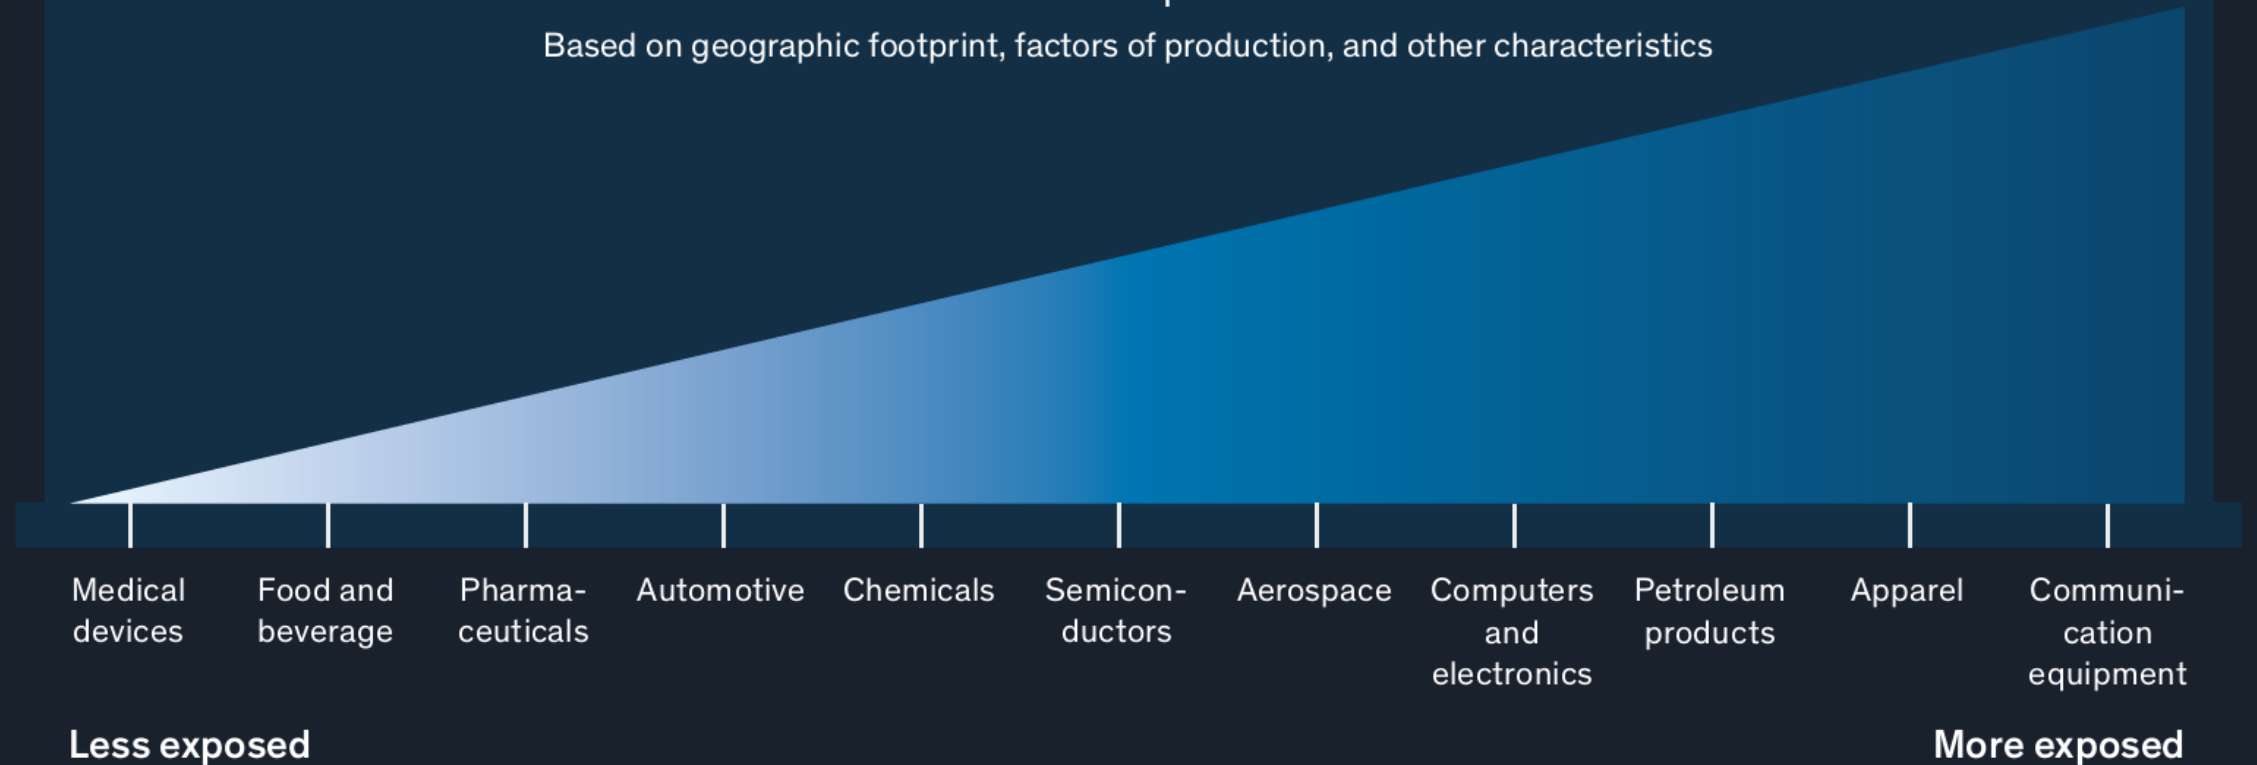 Based on geographic footprint, factors of production, and other characteristics
Medical
devices
Food and
beverage
Pharma-
ceuticals
Automotive
Chemicals
Semicon-
ductors
Aerospace
Computers
and
electronics
Petroleum
products
Apparel
Communi-
cation
equipment
Less exposed
More exposed